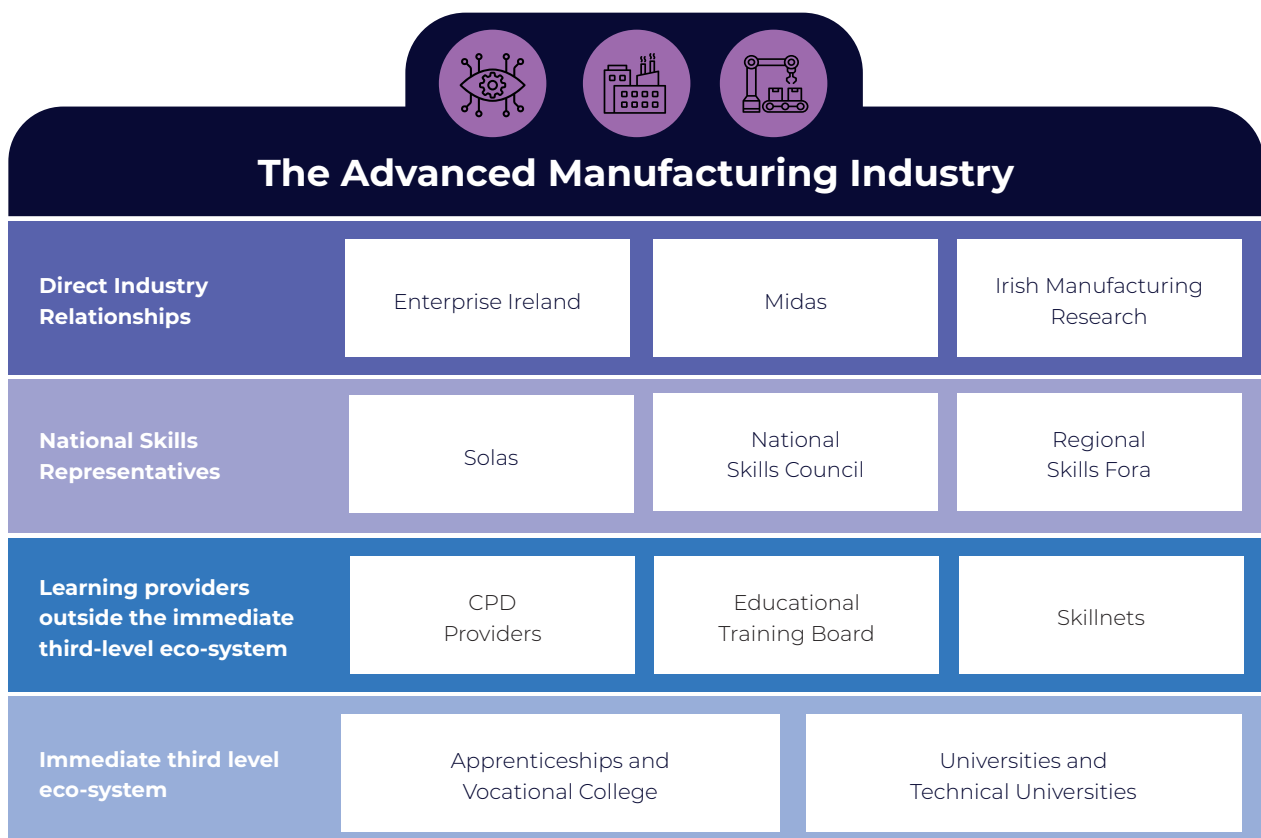 The Advanced Manufacturing Industry
Direct Industry
Relationships
Enterprise Ireland
Midas
Irish Manufacturing
Research
National Skills
Representatives
Solas
National
Skills Council
Regional
Skills Fora
Learning providers
outside the immediate
third-level eco-system
CPD
Providers
Educational
Training Board
Skillnets
Immediate third level
eco-system
Apprenticeships and
Vocational College
Universities and
Technical Universities